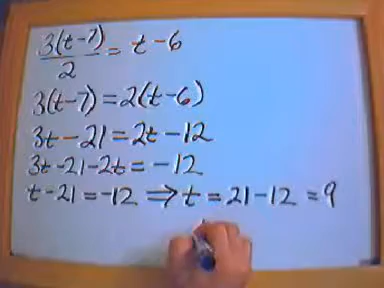 3(t-7)/2 = t-6
3(t-7)=2(t-6)
3t-21=2t-12
3t-21-2t=-12
t-21=-12 ⟹ t=21-12=9